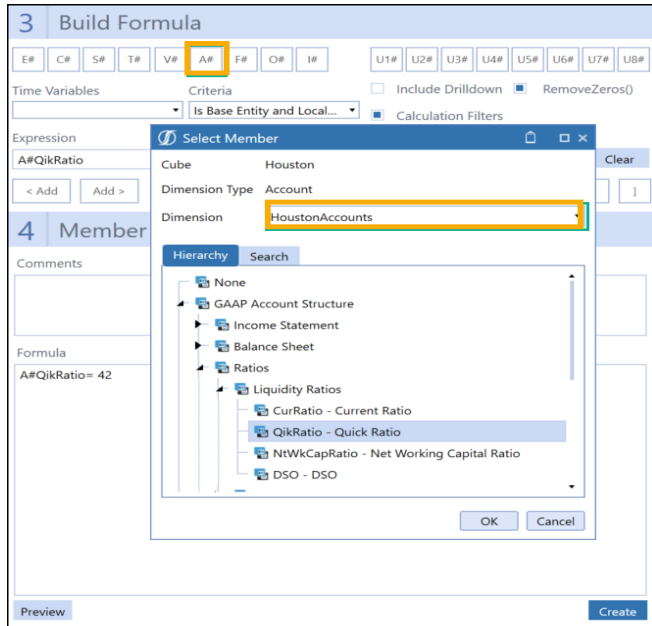 3 Build Formula
E# C# S# T# V# A# F# O# I# U1# U2# U3# U4# U5# U6# U7# U8#
Time Variables Criteria Include Drilldown RemoveZeros()
Is Base Entity and Local... Calculation Filters
Expression
A#QikRatio Clear
< Add Add > ]
Select Member
Cube Houston
Dimension Type Account
Dimension HoustonAccounts
Hierarchy Search
None
GAAP Account Structure
Income Statement
Balance Sheet
Ratios
Liquidity Ratios
CurRatio - Current Ratio
QikRatio - Quick Ratio
NtWkCapRatio - Net Working Capital Ratio
DSO - DSO
OK Cancel
4 Member
Comments
Formula
A#QikRatio= 42
Preview Create